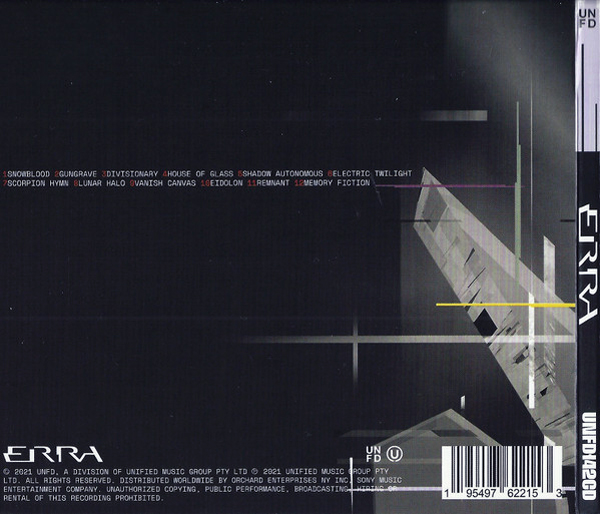 UN
FD
1SNOWBLOOD 2GUNGRAVE 3DIVISIONARY 4HOUSE OF GLASS 5SHADOW AUTONOMOUS 6ELECTRIC TWILIGHT
7SCORPION HYMN 8LUNAR HALO 9VANISH CANVAS 10EIDOLON 11REMNANT 12MEMORY FICTION
ERRA
UNFD142CD
ERRA
UN
FD
U
© 2021 UNFD, A DIVISION OF UNIFIED MUSIC GROUP PTY LTD ℗ 2021 UNIFIED MUSIC GROUP PTY
LTD. ALL RIGHTS RESERVED. DISTRIBUTED WORLDWIDE BY ORCHARD ENTERPRISES NY INC, SONY MUSIC
ENTERTAINMENT COMPANY. UNAUTHORIZED COPYING, PUBLIC PERFORMANCE, BROADCASTING, HIRING OR
RENTAL OF THIS RECORDING PROHIBITED.
1 95497 62215 3